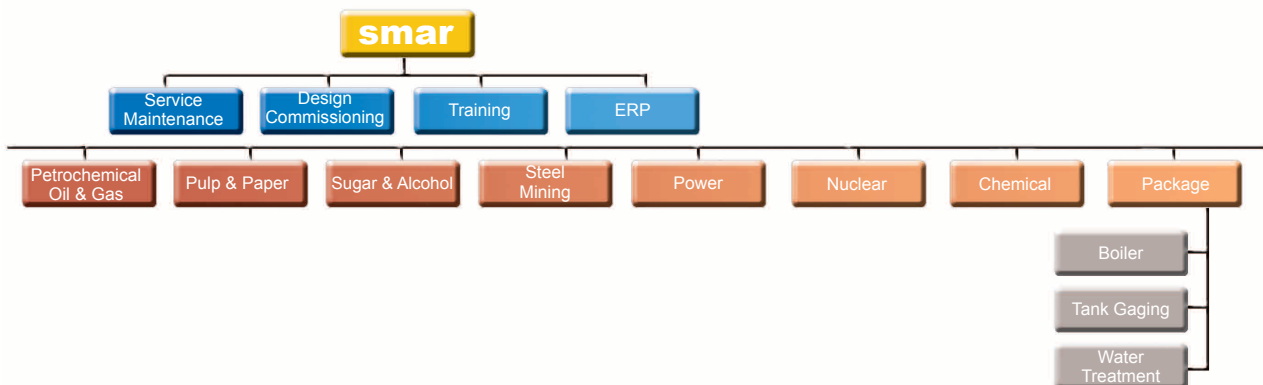 smar
Service
Maintenance
Design
Commissioning
Training
ERP
Petrochemical
Oil & Gas
Pulp & Paper
Sugar & Alcohol
Steel
Mining
Power
Nuclear
Chemical
Package
Boiler
Tank Gaging
Water
Treatment